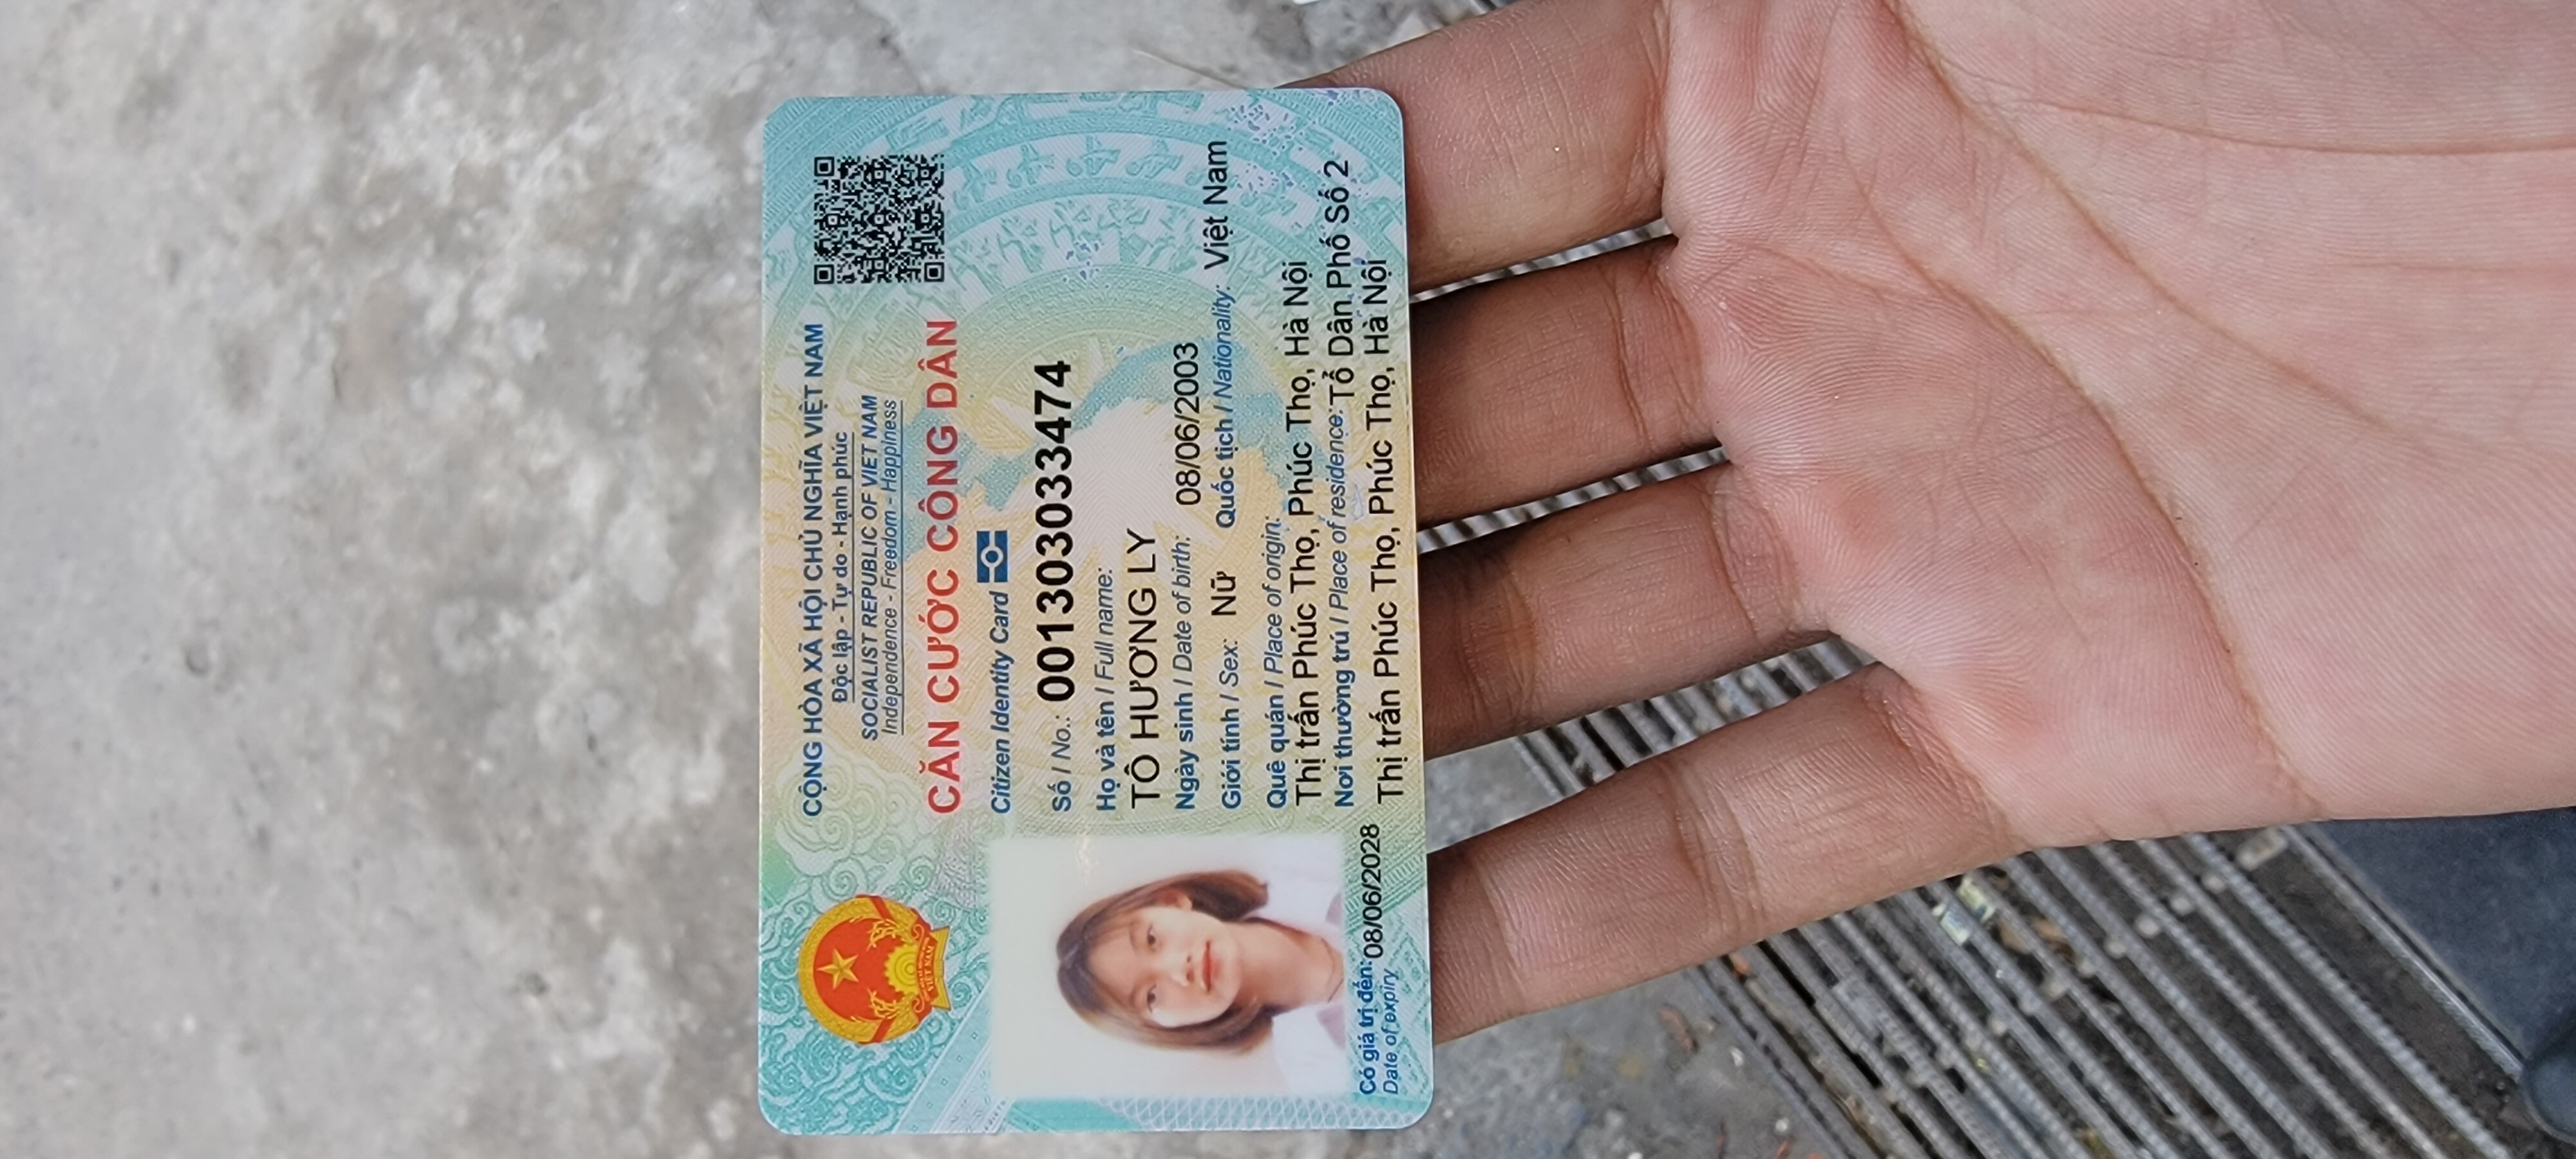 CỘNG HÒA XÃ HỘI CHỦ NGHĨA VIỆT NAM
Độc lập - Tự do - Hạnh phúc
SOCIALIST REPUBLIC OF VIET NAM
Independence - Freedom - Happiness
CĂN CƯỚC CÔNG DÂN
Citizen Identity Card
Số / No.: 001303033474
Họ và tên / Full name:
TÔ HƯƠNG LY
Ngày sinh / Date of birth: 08/06/2003
Giới tính / Sex: Nữ Quốc tịch / Nationality: Việt Nam
Quê quán / Place of origin:
Thị trấn Phúc Thọ, Phúc Thọ, Hà Nội
Nơi thường trú / Place of residence: Tổ Dân Phố Số 2
Thị trấn Phúc Thọ, Phúc Thọ, Hà Nội
Có giá trị đến: 08/06/2028
Date of expiry